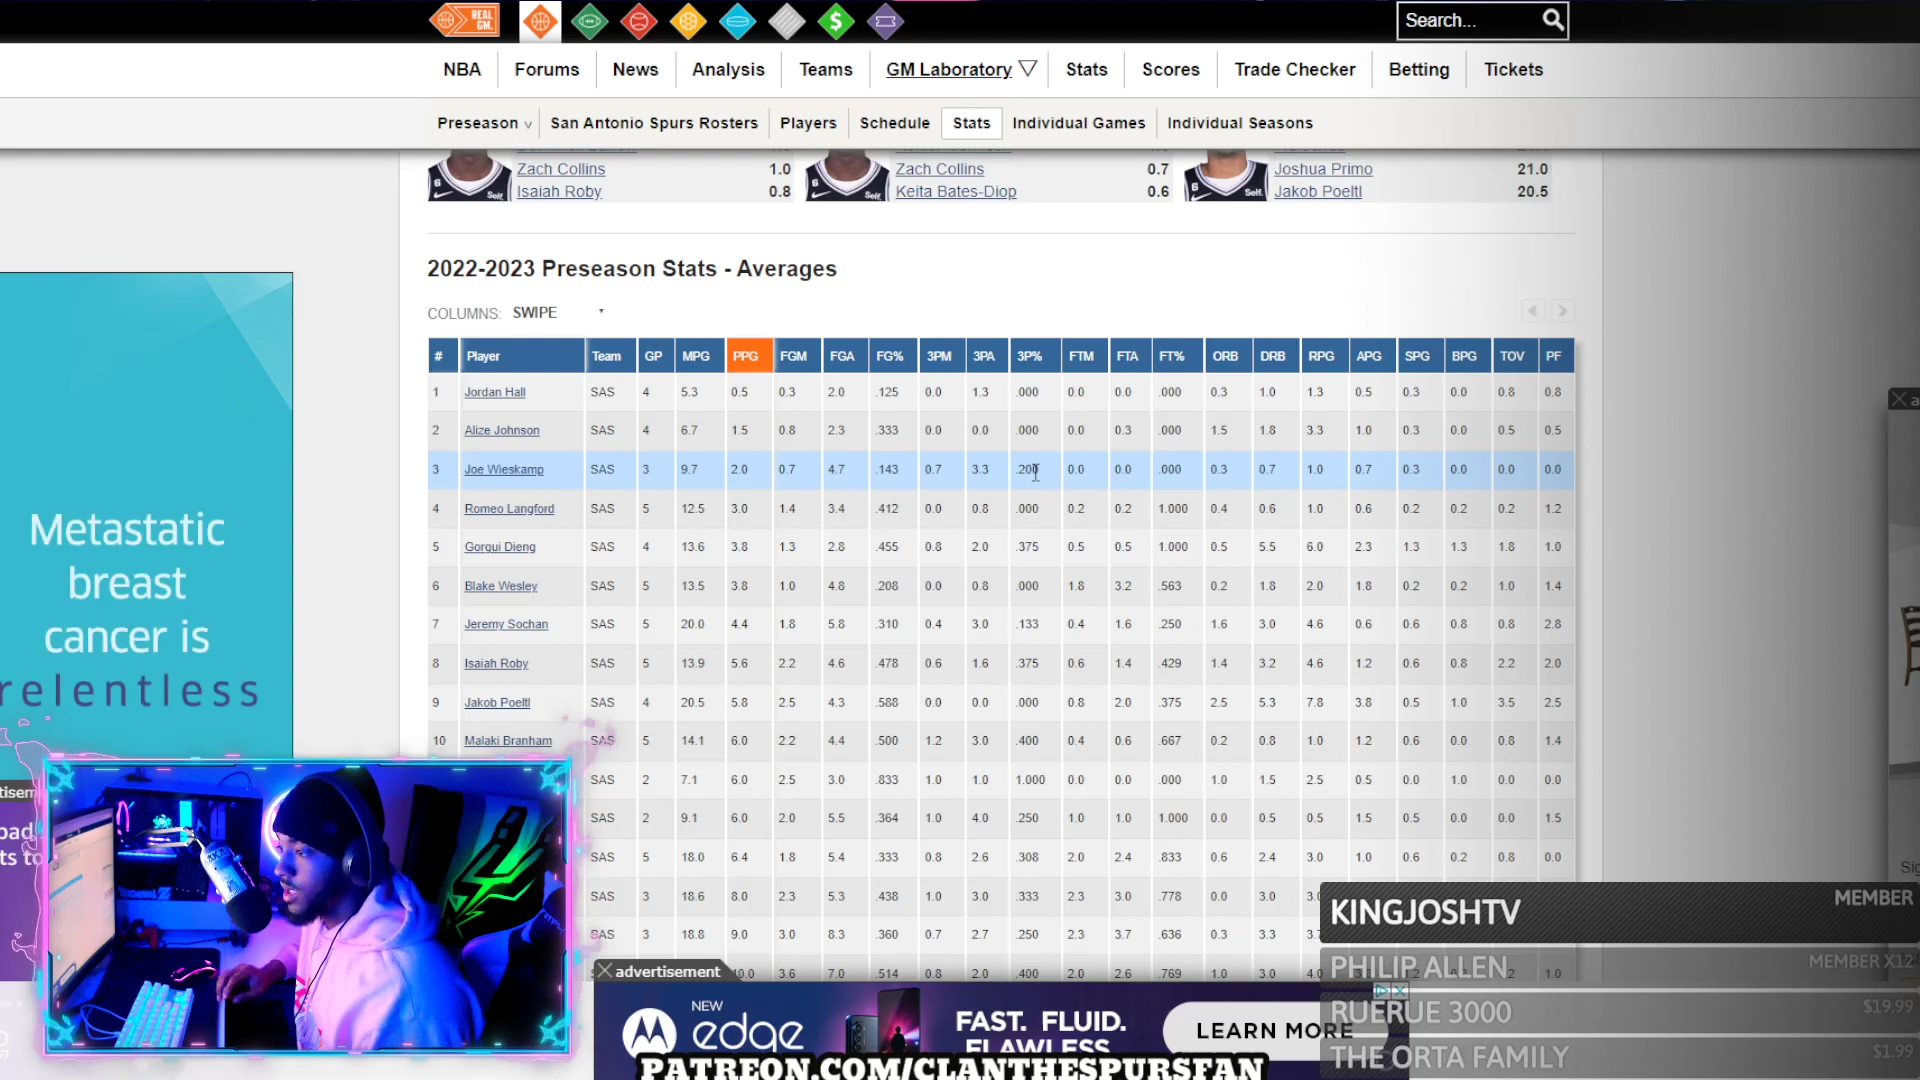 REAL GM.
Search...
NBA Forums News Analysis Teams GM Laboratory Stats Scores Trade Checker Betting Tickets
Preseason v San Antonio Spurs Rosters Players Schedule Stats Individual Games Individual Seasons
Zach Collins 1.0 Zach Collins 0.7 Joshua Primo 21.0
Isaiah Roby 0.8 Keita Bates-Diop 0.6 Jakob Poeltl 20.5
2022-2023 Preseason Stats - Averages
COLUMNS: SWIPE
# Player Team GP MPG PPG FGM FGA FG% 3PM 3PA 3P% FTM FTA FT% ORB DRB RPG APG SPG BPG TOV PF
1 Jordan Hall SAS 4 5.3 0.5 0.3 2.0 .125 0.0 1.3 .000 0.0 0.0 .000 0.3 1.0 1.3 0.5 0.3 0.0 0.8 0.8
2 Alize Johnson SAS 4 6.7 1.5 0.8 2.3 .333 0.0 0.0 .000 0.0 0.3 .000 1.5 1.8 3.3 1.0 0.3 0.0 0.5 0.5
3 Joe Wieskamp SAS 3 9.7 2.0 0.7 4.7 .143 0.7 3.3 .200 0.0 0.0 .000 0.3 0.7 1.0 0.7 0.3 0.0 0.0 0.0
4 Romeo Langford SAS 5 12.5 3.0 1.4 3.4 .412 0.0 0.8 .000 0.2 0.2 1.000 0.4 0.6 1.0 0.6 0.2 0.2 0.2 1.2
5 Gorgui Dieng SAS 4 13.6 3.8 1.3 2.8 .455 0.8 2.0 .375 0.5 0.5 1.000 0.5 5.5 6.0 2.3 1.3 1.3 1.8 1.0
6 Blake Wesley SAS 5 13.5 3.8 1.0 4.8 .208 0.0 0.8 .000 1.8 3.2 .563 0.2 1.8 2.0 1.8 0.2 0.2 1.0 1.4
7 Jeremy Sochan SAS 5 20.0 4.4 1.8 5.8 .310 0.4 3.0 .133 0.4 1.6 .250 1.6 3.0 4.6 0.6 0.6 0.8 0.8 2.8
8 Isaiah Roby SAS 5 13.9 5.6 2.2 4.6 .478 0.6 1.6 .375 0.6 1.4 .429 1.4 3.2 4.6 1.2 0.6 0.8 2.2 2.0
9 Jakob Poeltl SAS 4 20.5 5.8 2.5 4.3 .588 0.0 0.0 .000 0.8 2.0 .375 2.5 5.3 7.8 3.8 0.5 1.0 3.5 2.5
10 Malaki Branham SAS 5 14.1 6.0 2.2 4.4 .500 1.2 3.0 .400 0.4 0.6 .667 0.2 0.8 1.0 1.2 0.6 0.0 0.8 1.4
SAS 2 7.1 6.0 2.5 3.0 .833 1.0 1.0 1.000 0.0 0.0 .000 1.0 1.5 2.5 0.5 0.0 1.0 0.0 0.0
SAS 2 9.1 6.0 2.0 5.5 .364 1.0 4.0 .250 1.0 1.0 1.000 0.0 0.5 0.5 1.5 0.5 0.0 0.0 1.5
SAS 5 18.0 6.4 1.8 5.4 .333 0.8 2.6 .308 2.0 2.4 .833 0.6 2.4 3.0 1.0 0.6 0.2 0.8 0.0
SAS 3 18.6 8.0 2.3 5.3 .438 1.0 3.0 .333 2.3 3.0 .778 0.0 3.0
SAS 3 18.8 9.0 3.0 8.3 .360 0.7 2.7 .250 2.3 3.7 .636 0.3 3.3
10.0 3.6 7.0 .514 0.8 2.0 .400 2.0 2.6 .769 1.0 3.0 4.0 1.0
Metastatic
breast
cancer is
relentless
advertisement
NEW
edge
FAST. FLUID.
FLAWLESS.
LEARN MORE
KINGJOSHTV MEMBER
PHILIP ALLEN MEMBER X12
RUERUE 3000 $19.99
THE ORTA FAMILY $1.99
PATREON.COM/CLANTHESPURSFAN